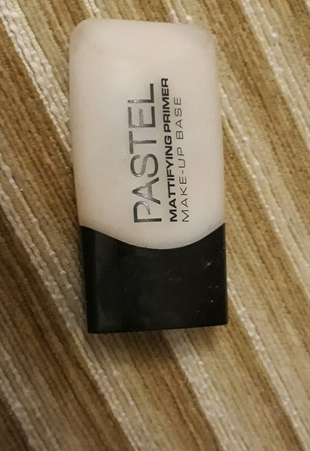 PASTEL
MATTIFYING PRIMER
MAKE-UP BASE